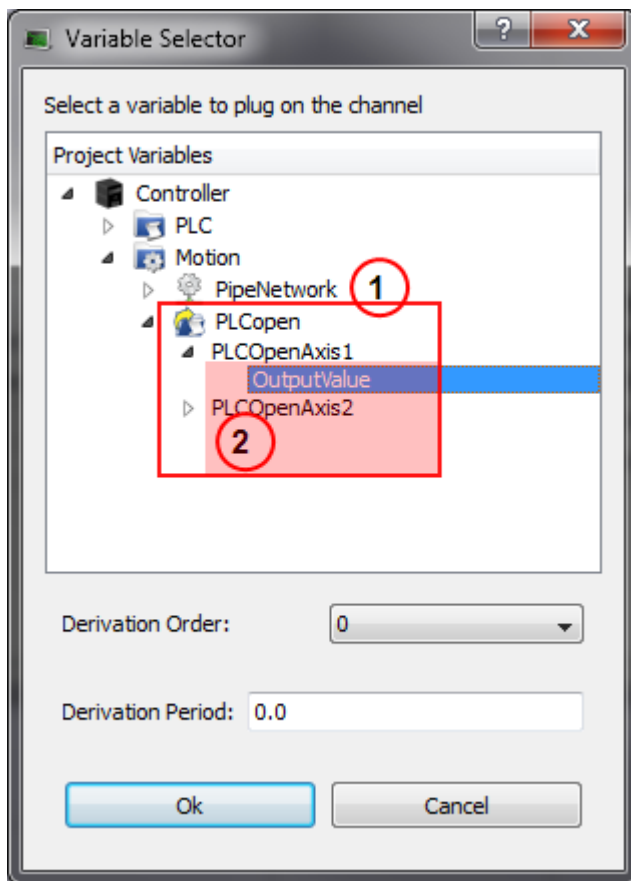 Variable Selector
?
X
Select a variable to plug on the channel
Project Variables
Controller
PLC
Motion
PipeNetwork 1
PLCopen
PLCOpenAxis1
OutputValue
PLCOpenAxis2
2
Derivation Order: 0
Derivation Period: 0.0
Ok Cancel